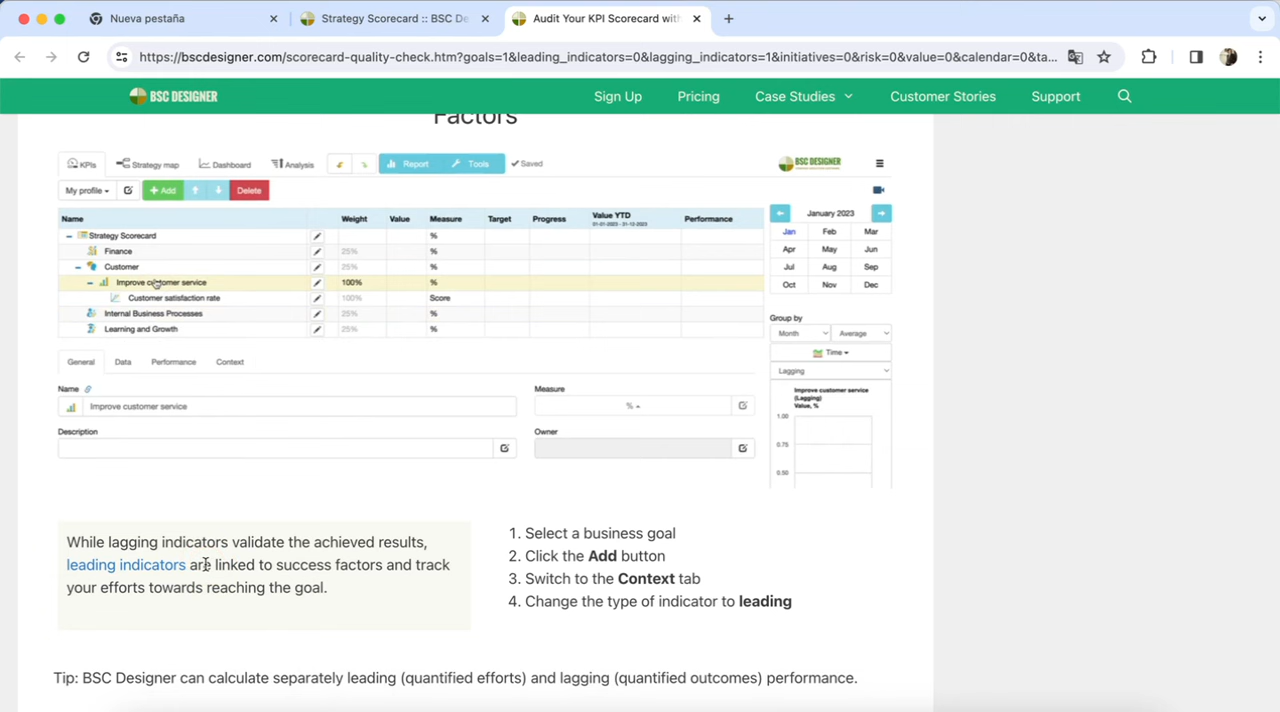 Nueva pestaña
Strategy Scorecard :: BSC De
Audit Your KPI Scorecard with
https://bscdesigner.com/scorecard-quality-check.htm?goals=1&leading_indicators=0&lagging_indicators=1&initiatives=0&risk=0&value=0&calendar=0&ta...
BSC DESIGNER
Sign Up
Pricing
Case Studies
Customer Stories
Support
Factors
KPIs
Strategy map
Dashboard
Analysis
Report
Tools
Saved
BSC DESIGNER
My profile
Add
Delete
Name Weight Value Measure Target Progress Value YTD Performance
01-01-2023 - 31-12-2023
Strategy Scorecard %
Finance 25% %
Customer 25% %
Improve customer service 100% %
Customer satisfaction rate 100% Score
Internal Business Processes 25% %
Learning and Growth 25% %
January 2023
Jan Feb Mar
Apr May Jun
Jul Aug Sep
Oct Nov Dec
Group by
Month Average
Time
Lagging
Improve customer service
(Lagging)
Value, %
1.00
0.75
0.50
General Data Performance Context
Name
Improve customer service
Measure
%
Description
Owner
While lagging indicators validate the achieved results,
leading indicators are linked to success factors and track
your efforts towards reaching the goal.
1. Select a business goal
2. Click the Add button
3. Switch to the Context tab
4. Change the type of indicator to leading
Tip: BSC Designer can calculate separately leading (quantified efforts) and lagging (quantified outcomes) performance.